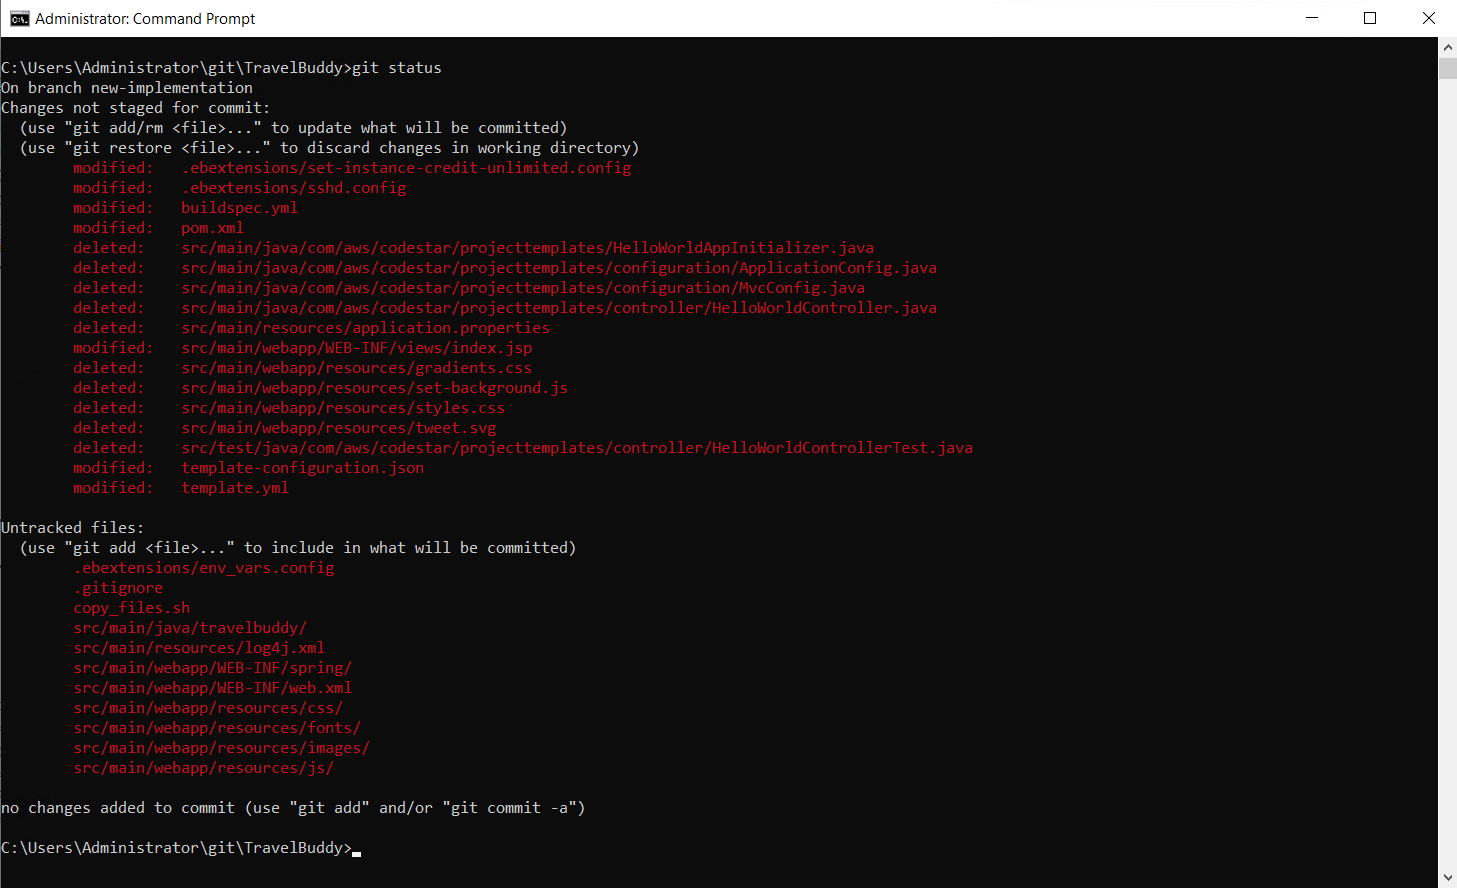 Administrator: Command Prompt
C:\Users\Administrator\git\TravelBuddy>git status
On branch new-implementation
Changes not staged for commit:
  (use "git add/rm <file>..." to update what will be committed)
  (use "git restore <file>..." to discard changes in working directory)
        modified:   .ebextensions/set-instance-credit-unlimited.config
        modified:   .ebextensions/sshd.config
        modified:   buildspec.yml
        modified:   pom.xml
        deleted:    src/main/java/com/aws/codestar/projecttemplates/HelloWorldAppInitializer.java
        deleted:    src/main/java/com/aws/codestar/projecttemplates/configuration/ApplicationConfig.java
        deleted:    src/main/java/com/aws/codestar/projecttemplates/configuration/MvcConfig.java
        deleted:    src/main/java/com/aws/codestar/projecttemplates/controller/HelloWorldController.java
        deleted:    src/main/resources/application.properties
        modified:   src/main/webapp/WEB-INF/views/index.jsp
        deleted:    src/main/webapp/resources/gradients.css
        deleted:    src/main/webapp/resources/set-background.js
        deleted:    src/main/webapp/resources/styles.css
        deleted:    src/main/webapp/resources/tweet.svg
        deleted:    src/test/java/com/aws/codestar/projecttemplates/controller/HelloWorldControllerTest.java
        modified:   template-configuration.json
        modified:   template.yml
Untracked files:
  (use "git add <file>..." to include in what will be committed)
        .ebextensions/env_vars.config
        .gitignore
        copy_files.sh
        src/main/java/travelbuddy/
        src/main/resources/log4j.xml
        src/main/webapp/WEB-INF/spring/
        src/main/webapp/WEB-INF/web.xml
        src/main/webapp/resources/css/
        src/main/webapp/resources/fonts/
        src/main/webapp/resources/images/
        src/main/webapp/resources/js/
no changes added to commit (use "git add" and/or "git commit -a")
C:\Users\Administrator\git\TravelBuddy>